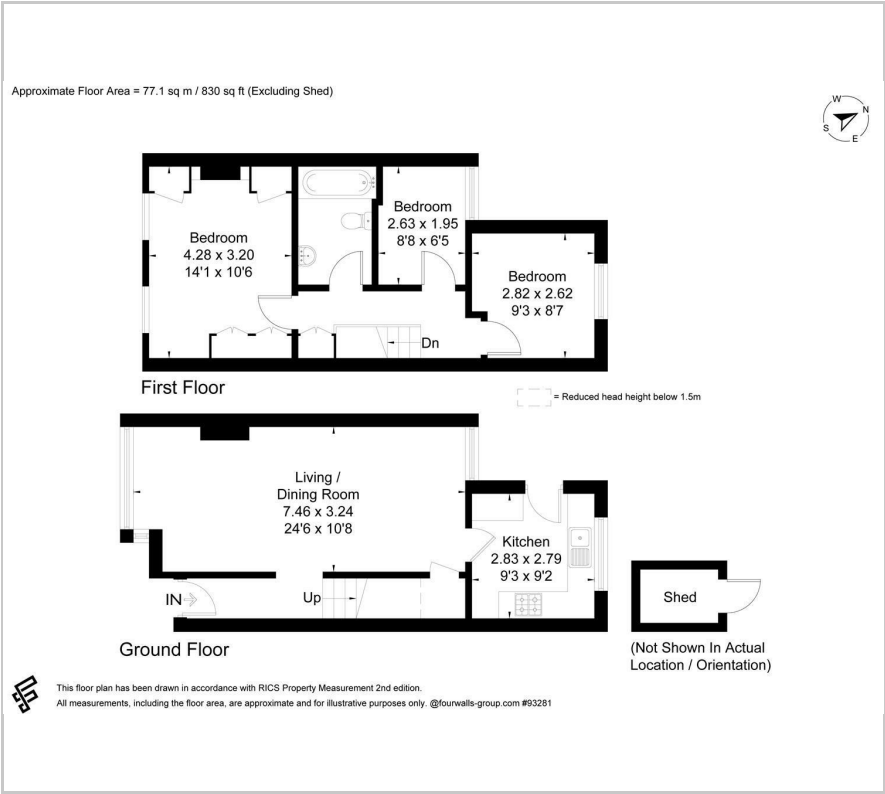 Approximate Floor Area = 77.1 sq m / 830 sq ft (Excluding Shed)
W
N
S
E
Bedroom
4.28 x 3.20
14'1 x 10'6
Bedroom
2.63 x 1.95
8'8 x 6'5
Bedroom
2.82 x 2.62
9'3 x 8'7
Dn
First Floor
= Reduced head height below 1.5m
Living /
Dining Room
7.46 x 3.24
24'6 x 10'8
Kitchen
2.83 x 2.79
9'3 x 9'2
IN
Up
Shed
Ground Floor
(Not Shown In Actual
Location / Orientation)
This floor plan has been drawn in accordance with RICS Property Measurement 2nd edition.
All measurements, including the floor area, are approximate and for illustrative purposes only. @fourwalls-group.com #93281